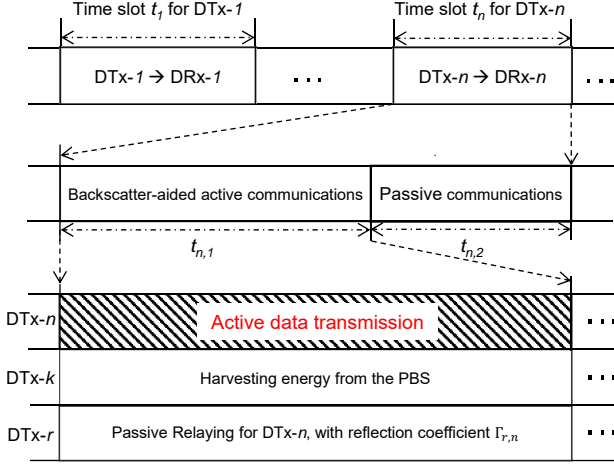 Time slot t₁ for DTx-1
Time slot tₙ for DTx-n
DTx-1 → DRx-1
...
DTx-n → DRx-n
...
Backscatter-aided active communications
Passive communications
tₙ,₁
tₙ,₂
DTx-n
Active data transmission
...
DTx-k
Harvesting energy from the PBS
...
DTx-r
Passive Relaying for DTx-n, with reflection coefficient Γᵣ,ₙ
...